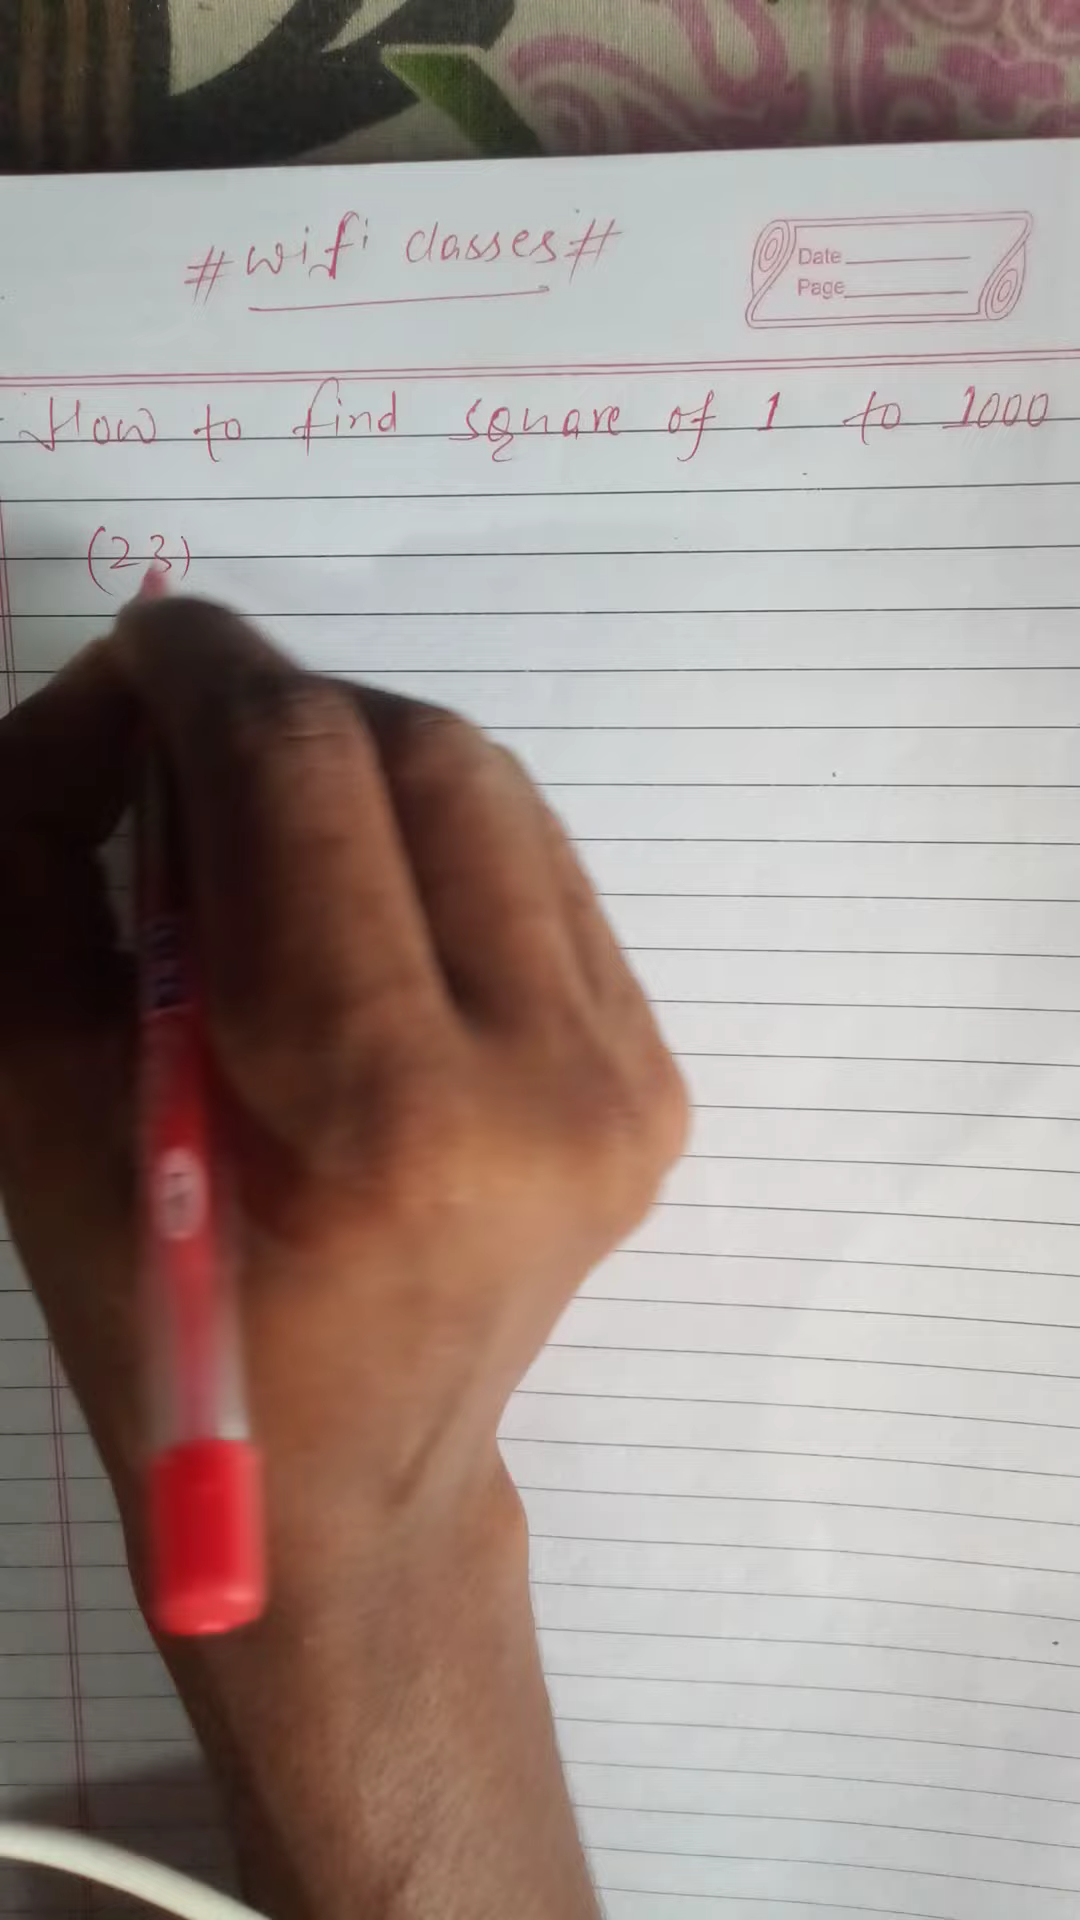 #wifi classes#
Date
Page
How to find square of 1 to 1000
(23)